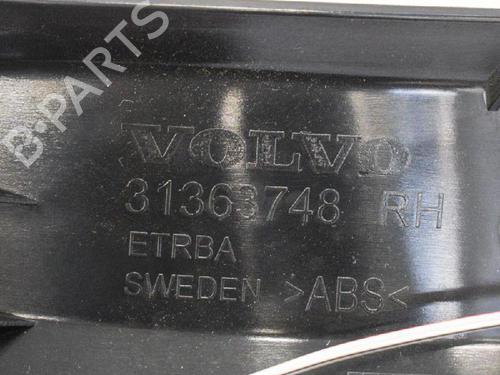 B-PARTS
VOLVO
31363748 RH
ETRBA
SWEDEN >ABS<